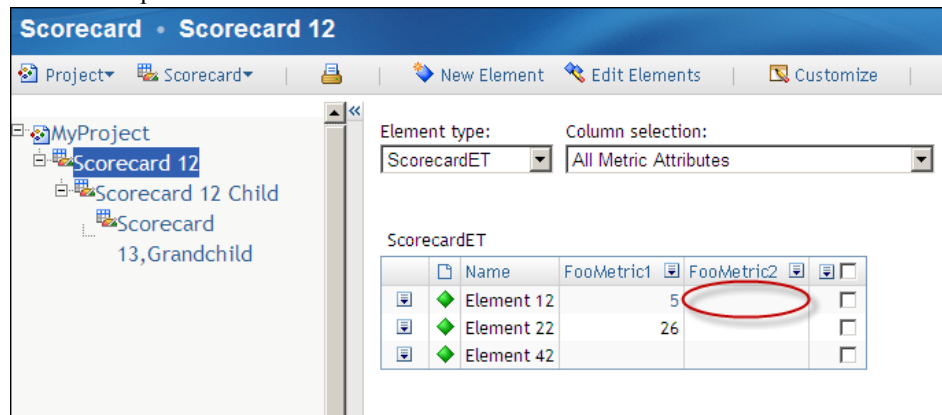 Scorecard • Scorecard 12
Project Scorecard | | New Element Edit Elements | Customize |
MyProject
Scorecard 12
Scorecard 12 Child
Scorecard
13,Grandchild
Element type: Column selection:
ScorecardET All Metric Attributes
ScorecardET
Name FooMetric1 FooMetric2
Element 12 5
Element 22 26
Element 42